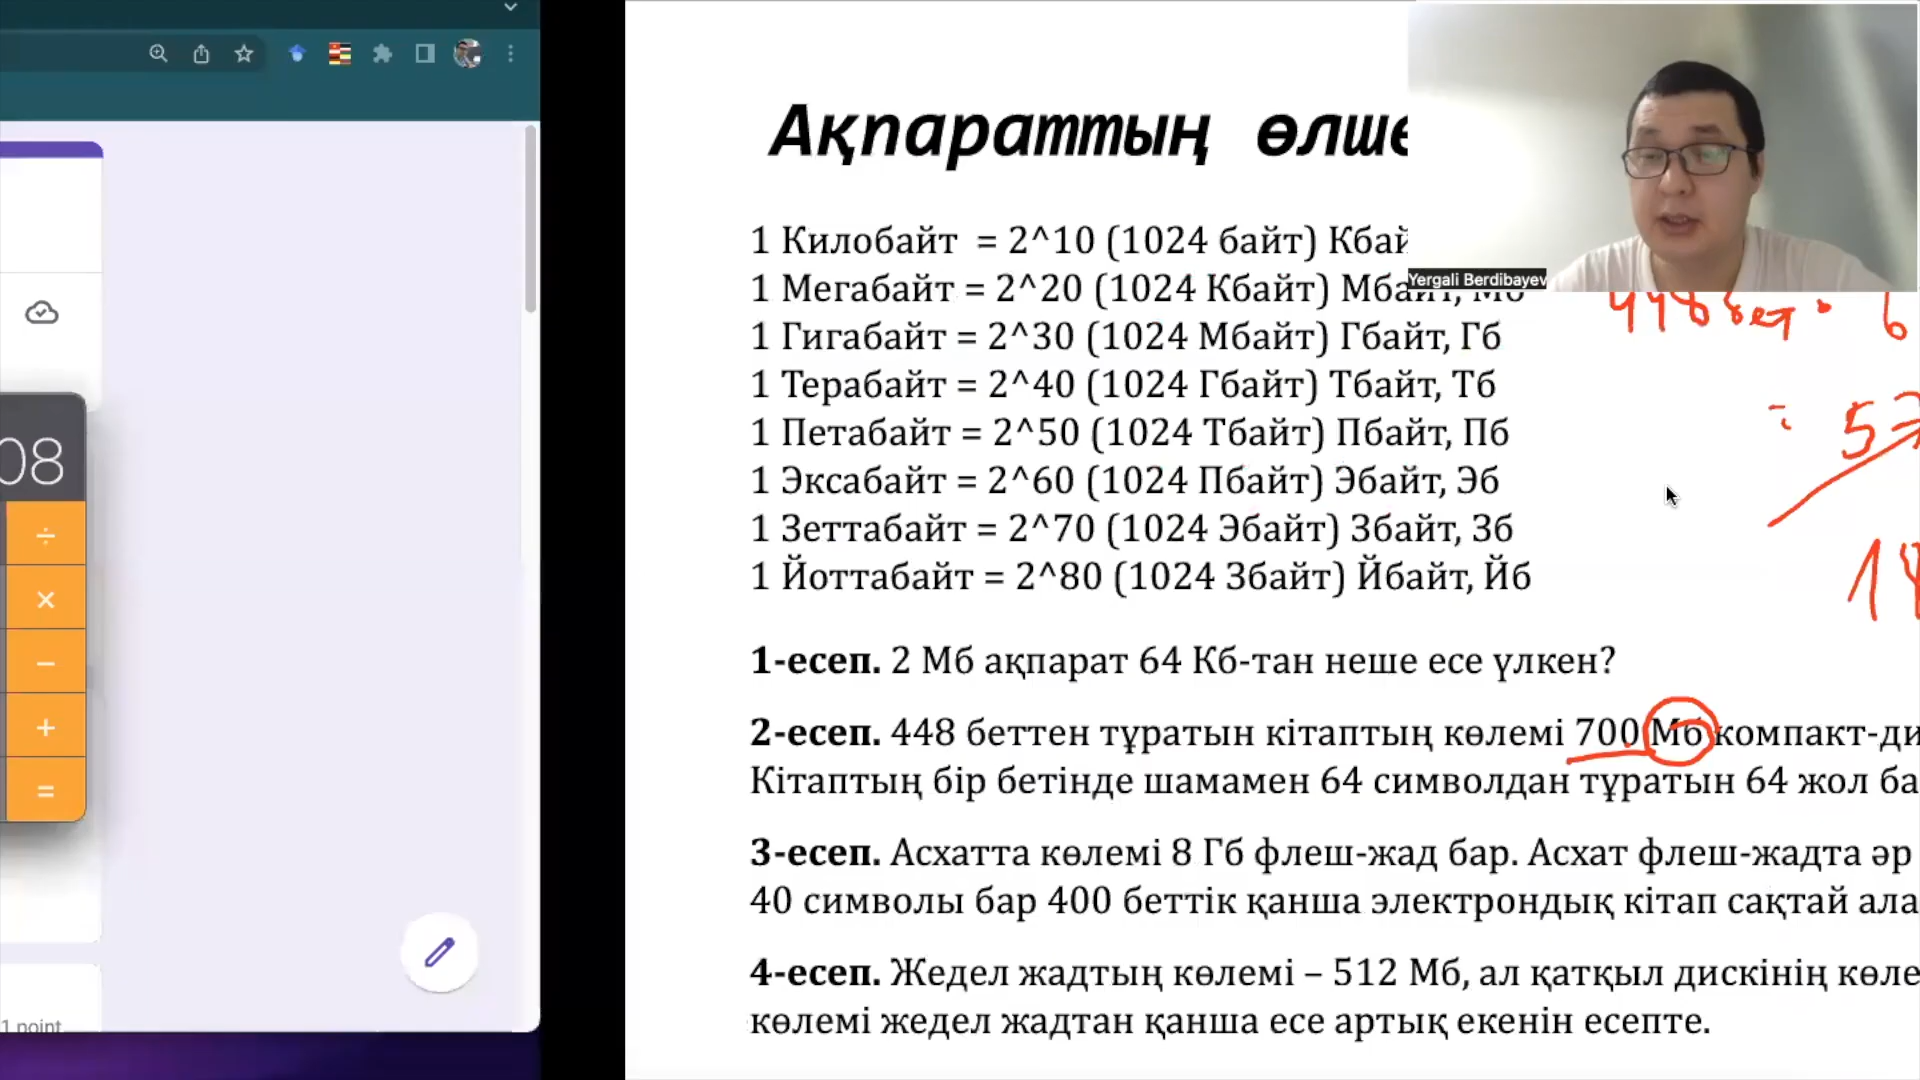 08
÷
×
−
+
=
1 point
Ақпараттың өлше
1 Килобайт = 2^10 (1024 байт) Кбай
1 Мегабайт = 2^20 (1024 Кбайт) Мбайт, Мб
1 Гигабайт = 2^30 (1024 Мбайт) Гбайт, Гб
1 Терабайт = 2^40 (1024 Гбайт) Тбайт, Тб
1 Петабайт = 2^50 (1024 Тбайт) Пбайт, Пб
1 Эксабайт = 2^60 (1024 Пбайт) Эбайт, Эб
1 Зеттабайт = 2^70 (1024 Эбайт) Збайт, Зб
1 Йоттабайт = 2^80 (1024 Збайт) Йбайт, Йб
1-есеп. 2 Мб ақпарат 64 Кб-тан неше есе үлкен?
2-есеп. 448 беттен тұратын кітаптың көлемі 700 Мб компакт-ди
Кітаптың бір бетінде шамамен 64 символдан тұратын 64 жол ба
3-есеп. Асхатта көлемі 8 Гб флеш-жад бар. Асхат флеш-жадта әр
40 символы бар 400 беттік қанша электрондық кітап сақтай ала
4-есеп. Жедел жадтың көлемі – 512 Мб, ал қатқыл дискінің көле
көлемі жедел жадтан қанша есе артық екенін есепте.
Yergali Berdibayev
448 бет · 6
= 57